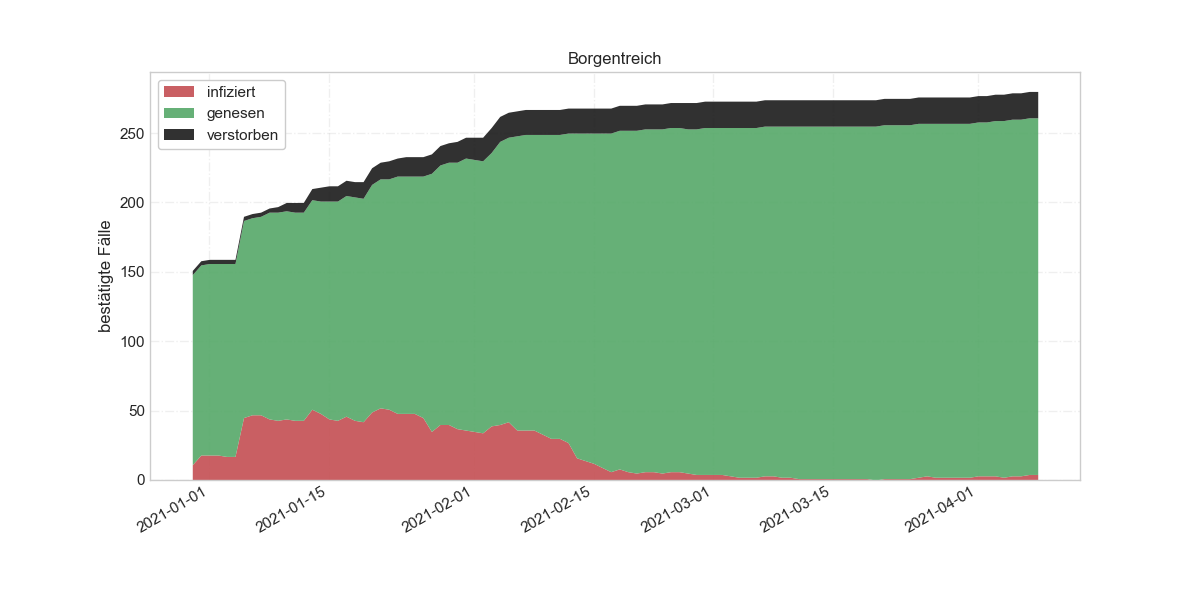 Borgentreich
infiziert
genesen
verstorben
bestätigte Fälle
250
200
150
100
50
0
2021-01-01
2021-01-15
2021-02-01
2021-02-15
2021-03-01
2021-03-15
2021-04-01